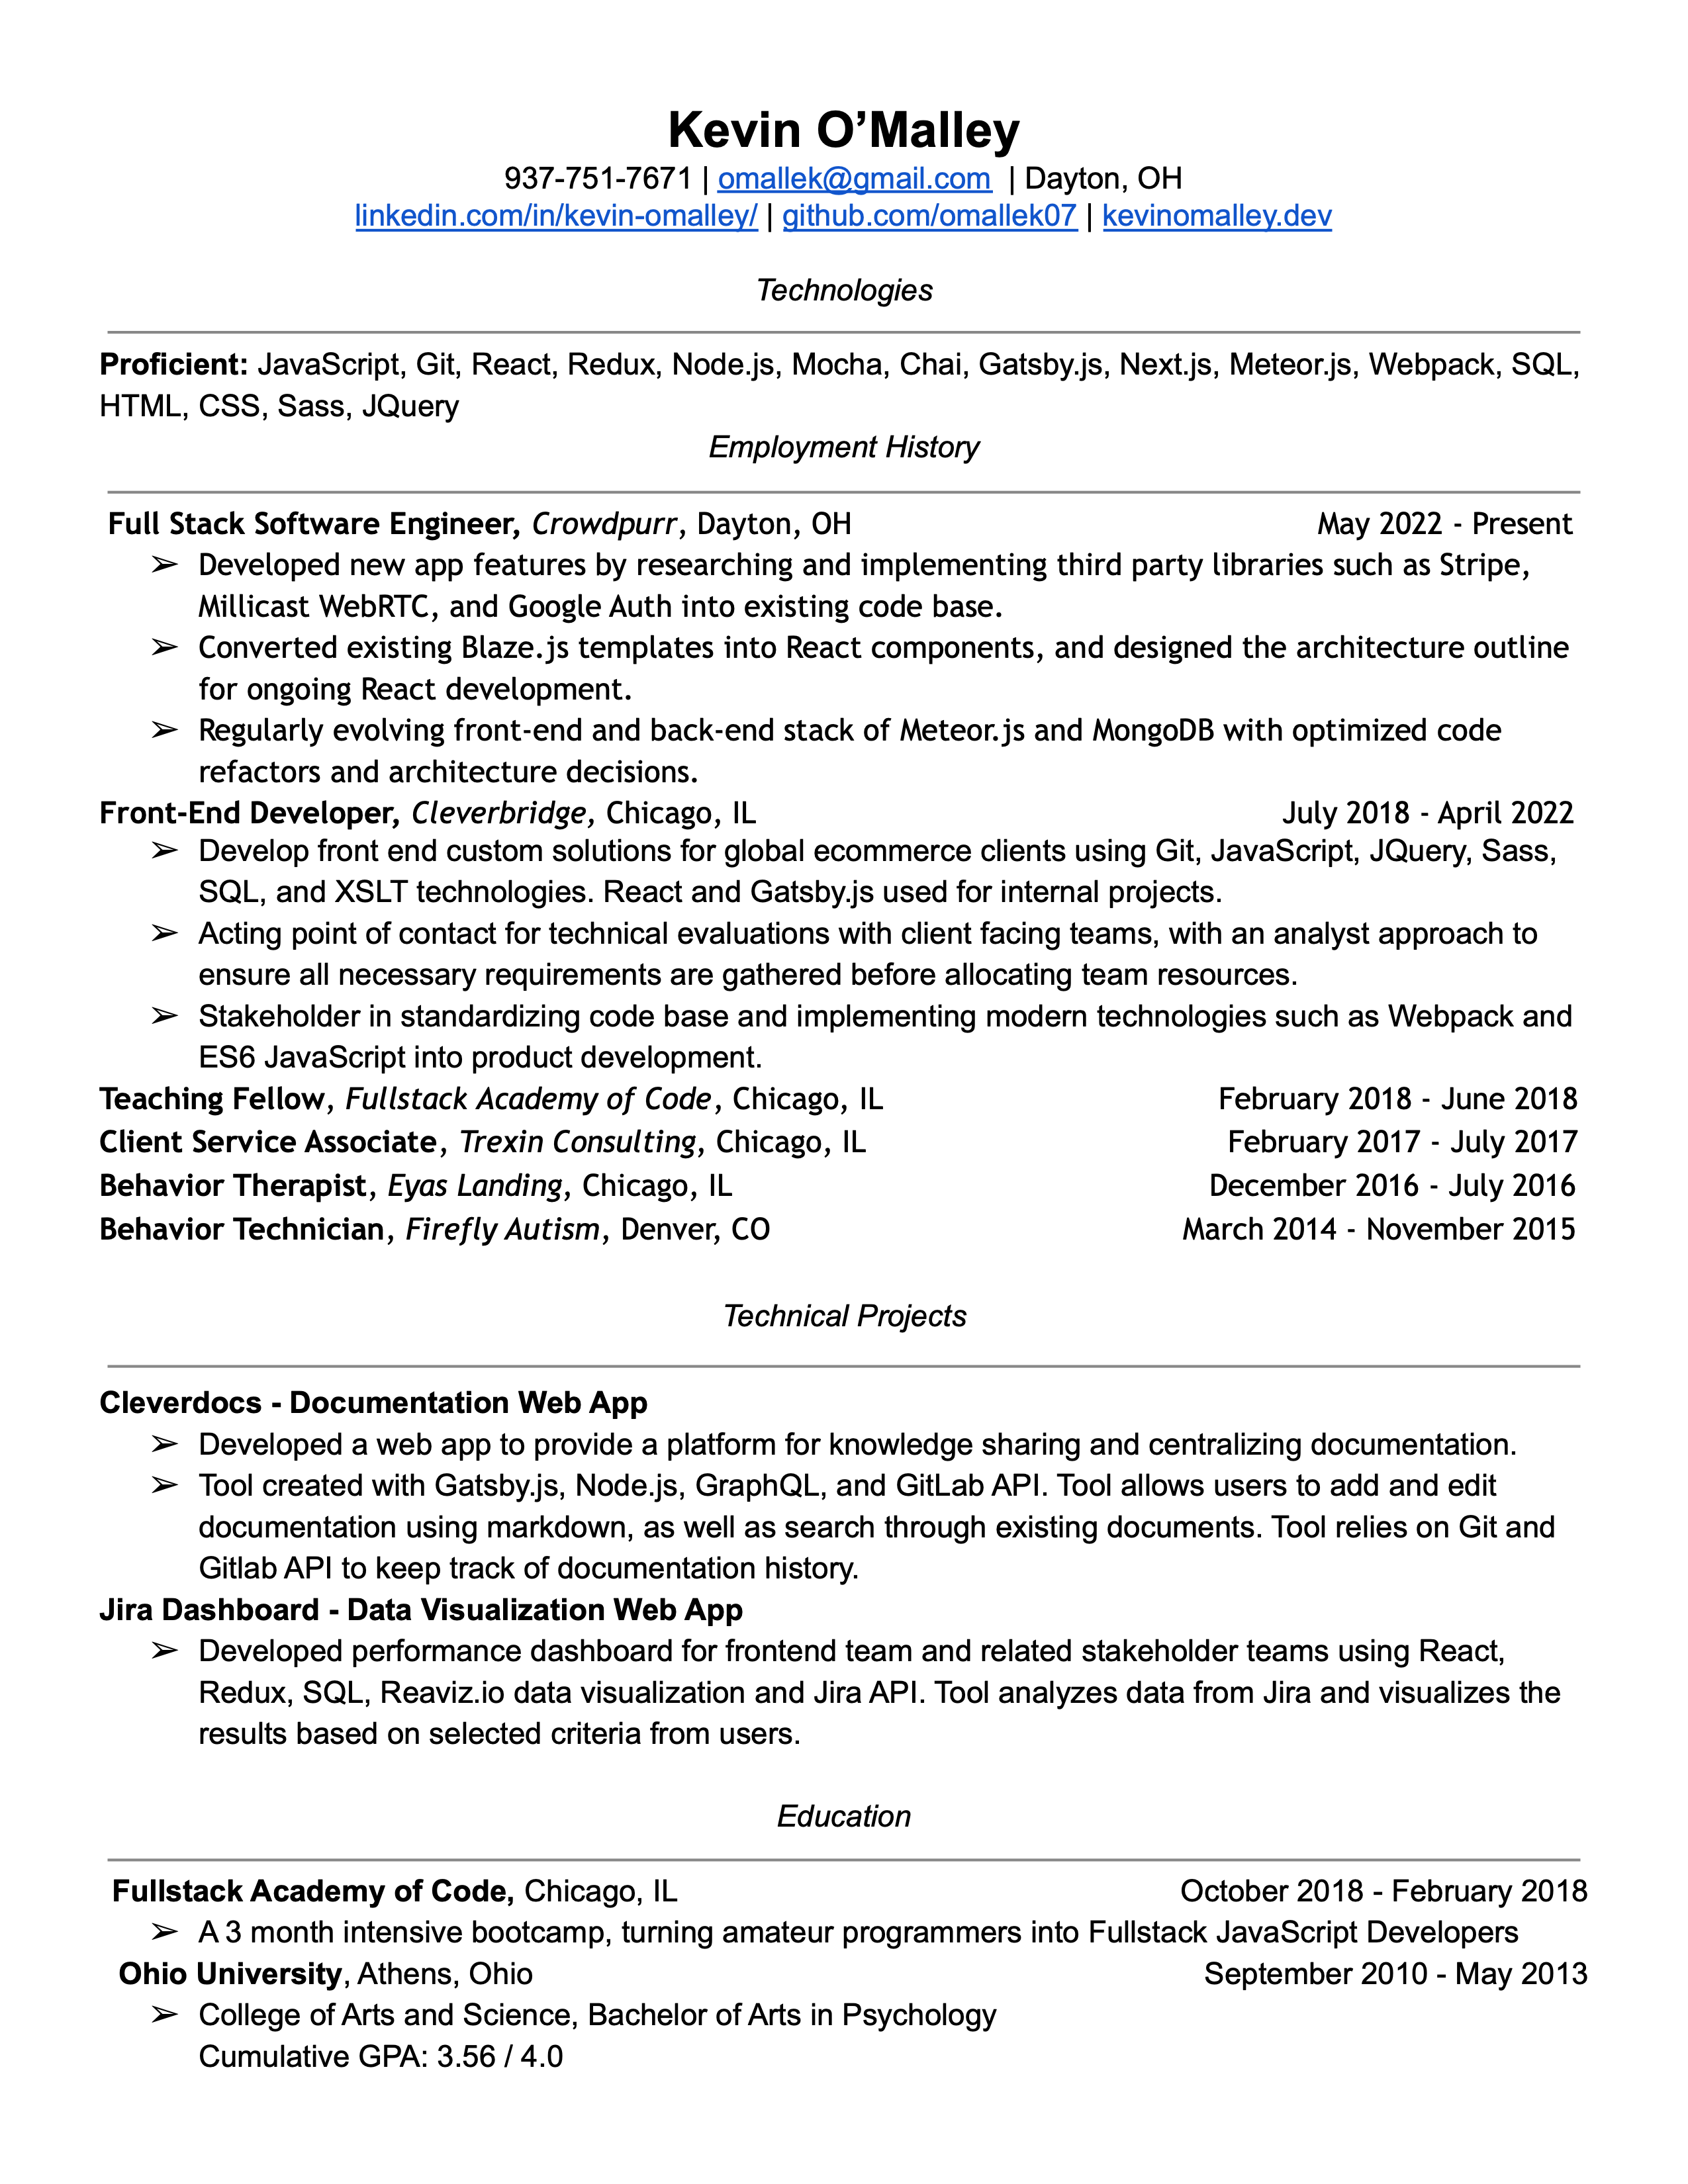 Kevin O’Malley
937-751-7671 | omallek@gmail.com | Dayton, OH
linkedin.com/in/kevin-omalley/ | github.com/omallek07 | kevinomalley.dev
Technologies
Proficient: JavaScript, Git, React, Redux, Node.js, Mocha, Chai, Gatsby.js, Next.js, Meteor.js, Webpack, SQL,
HTML, CSS, Sass, JQuery
Employment History
Full Stack Software Engineer, Crowdpurr, Dayton, OH May 2022 - Present
➢ Developed new app features by researching and implementing third party libraries such as Stripe,
Millicast WebRTC, and Google Auth into existing code base.
➢ Converted existing Blaze.js templates into React components, and designed the architecture outline
for ongoing React development.
➢ Regularly evolving front-end and back-end stack of Meteor.js and MongoDB with optimized code
refactors and architecture decisions.
Front-End Developer, Cleverbridge, Chicago, IL July 2018 - April 2022
➢ Develop front end custom solutions for global ecommerce clients using Git, JavaScript, JQuery, Sass,
SQL, and XSLT technologies. React and Gatsby.js used for internal projects.
➢ Acting point of contact for technical evaluations with client facing teams, with an analyst approach to
ensure all necessary requirements are gathered before allocating team resources.
➢ Stakeholder in standardizing code base and implementing modern technologies such as Webpack and
ES6 JavaScript into product development.
Teaching Fellow, Fullstack Academy of Code, Chicago, IL February 2018 - June 2018
Client Service Associate, Trexin Consulting, Chicago, IL February 2017 - July 2017
Behavior Therapist, Eyas Landing, Chicago, IL December 2016 - July 2016
Behavior Technician, Firefly Autism, Denver, CO March 2014 - November 2015
Technical Projects
Cleverdocs - Documentation Web App
➢ Developed a web app to provide a platform for knowledge sharing and centralizing documentation.
➢ Tool created with Gatsby.js, Node.js, GraphQL, and GitLab API. Tool allows users to add and edit
documentation using markdown, as well as search through existing documents. Tool relies on Git and
Gitlab API to keep track of documentation history.
Jira Dashboard - Data Visualization Web App
➢ Developed performance dashboard for frontend team and related stakeholder teams using React,
Redux, SQL, Reaviz.io data visualization and Jira API. Tool analyzes data from Jira and visualizes the
results based on selected criteria from users.
Education
Fullstack Academy of Code, Chicago, IL October 2018 - February 2018
➢ A 3 month intensive bootcamp, turning amateur programmers into Fullstack JavaScript Developers
Ohio University, Athens, Ohio September 2010 - May 2013
➢ College of Arts and Science, Bachelor of Arts in Psychology
Cumulative GPA: 3.56 / 4.0